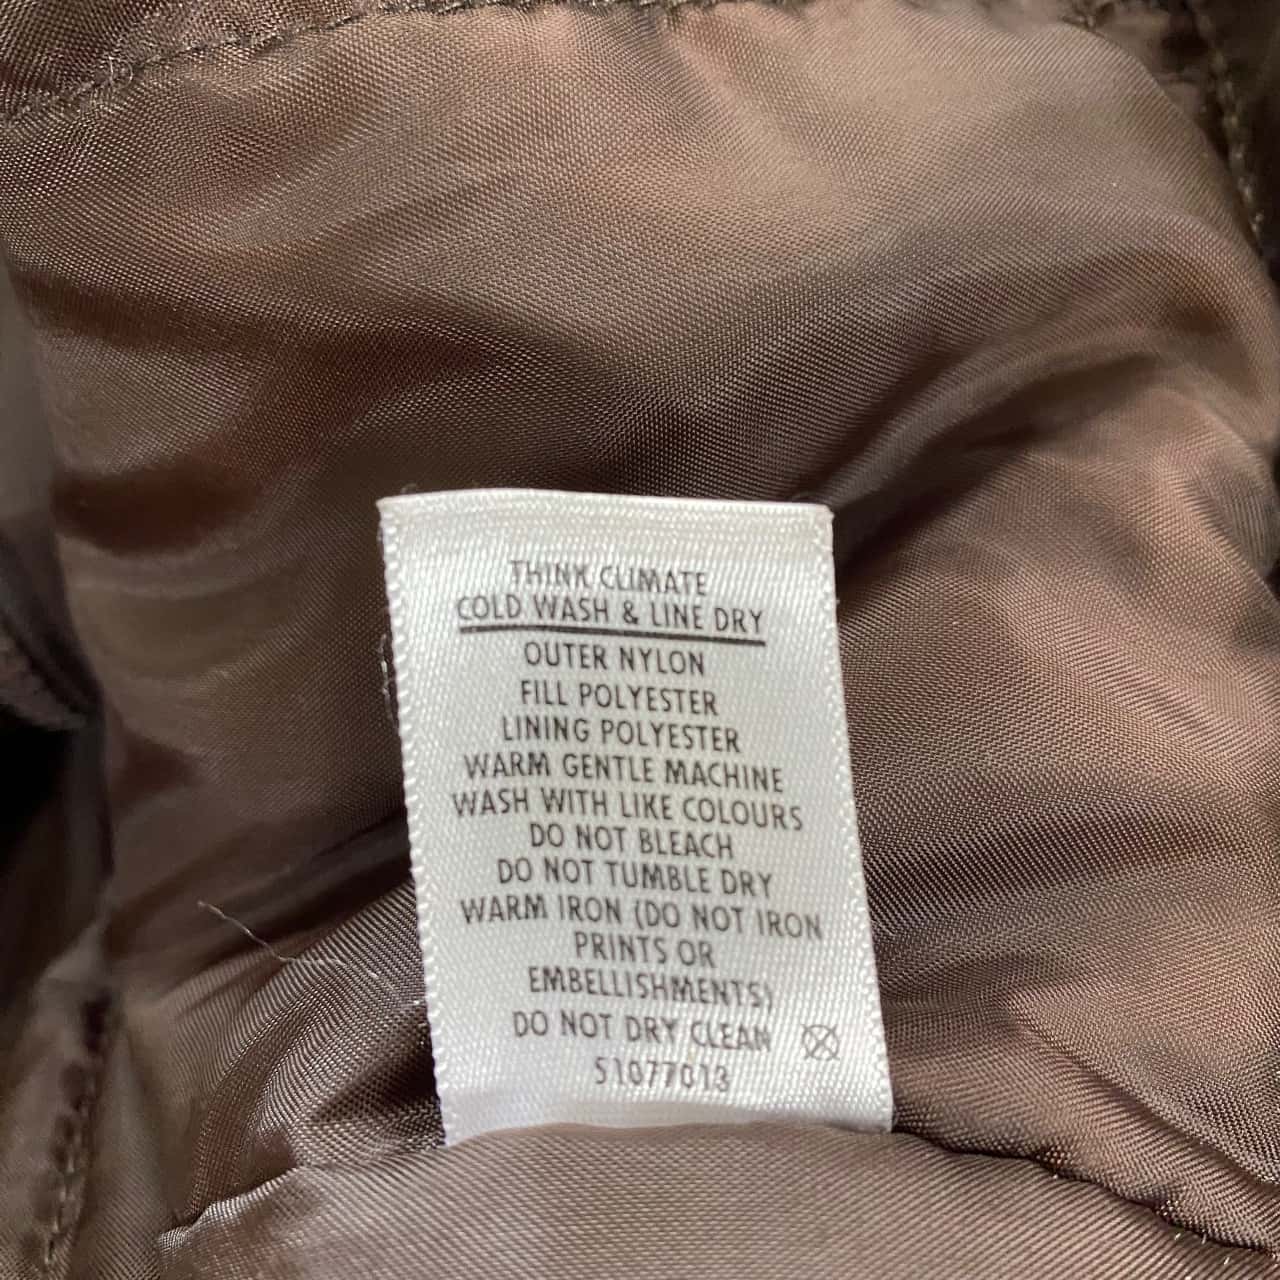 THINK CLIMATE
COLD WASH & LINE DRY
OUTER NYLON
FILL POLYESTER
LINING POLYESTER
WARM GENTLE MACHINE
WASH WITH LIKE COLOURS
DO NOT BLEACH
DO NOT TUMBLE DRY
WARM IRON (DO NOT IRON
PRINTS OR
EMBELLISHMENTS)
DO NOT DRY CLEAN
51077013